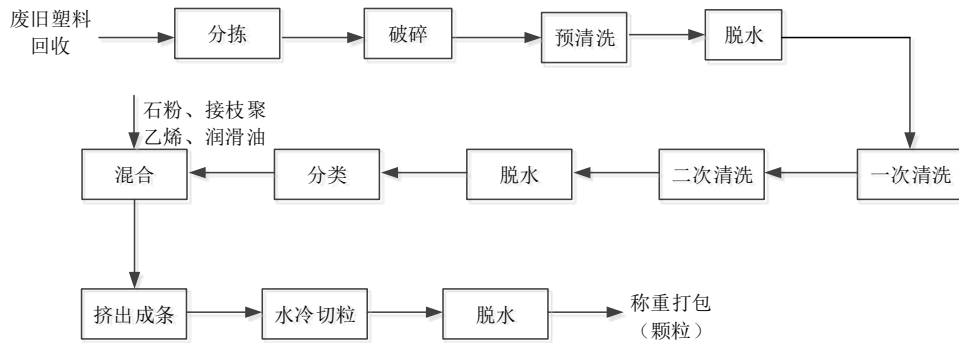 废旧塑料
回收
分拣
破碎
预清洗
脱水
石粉、接枝聚
乙烯、润滑油
混合
分类
脱水
二次清洗
一次清洗
挤出成条
水冷切粒
脱水
称重打包
（颗粒）